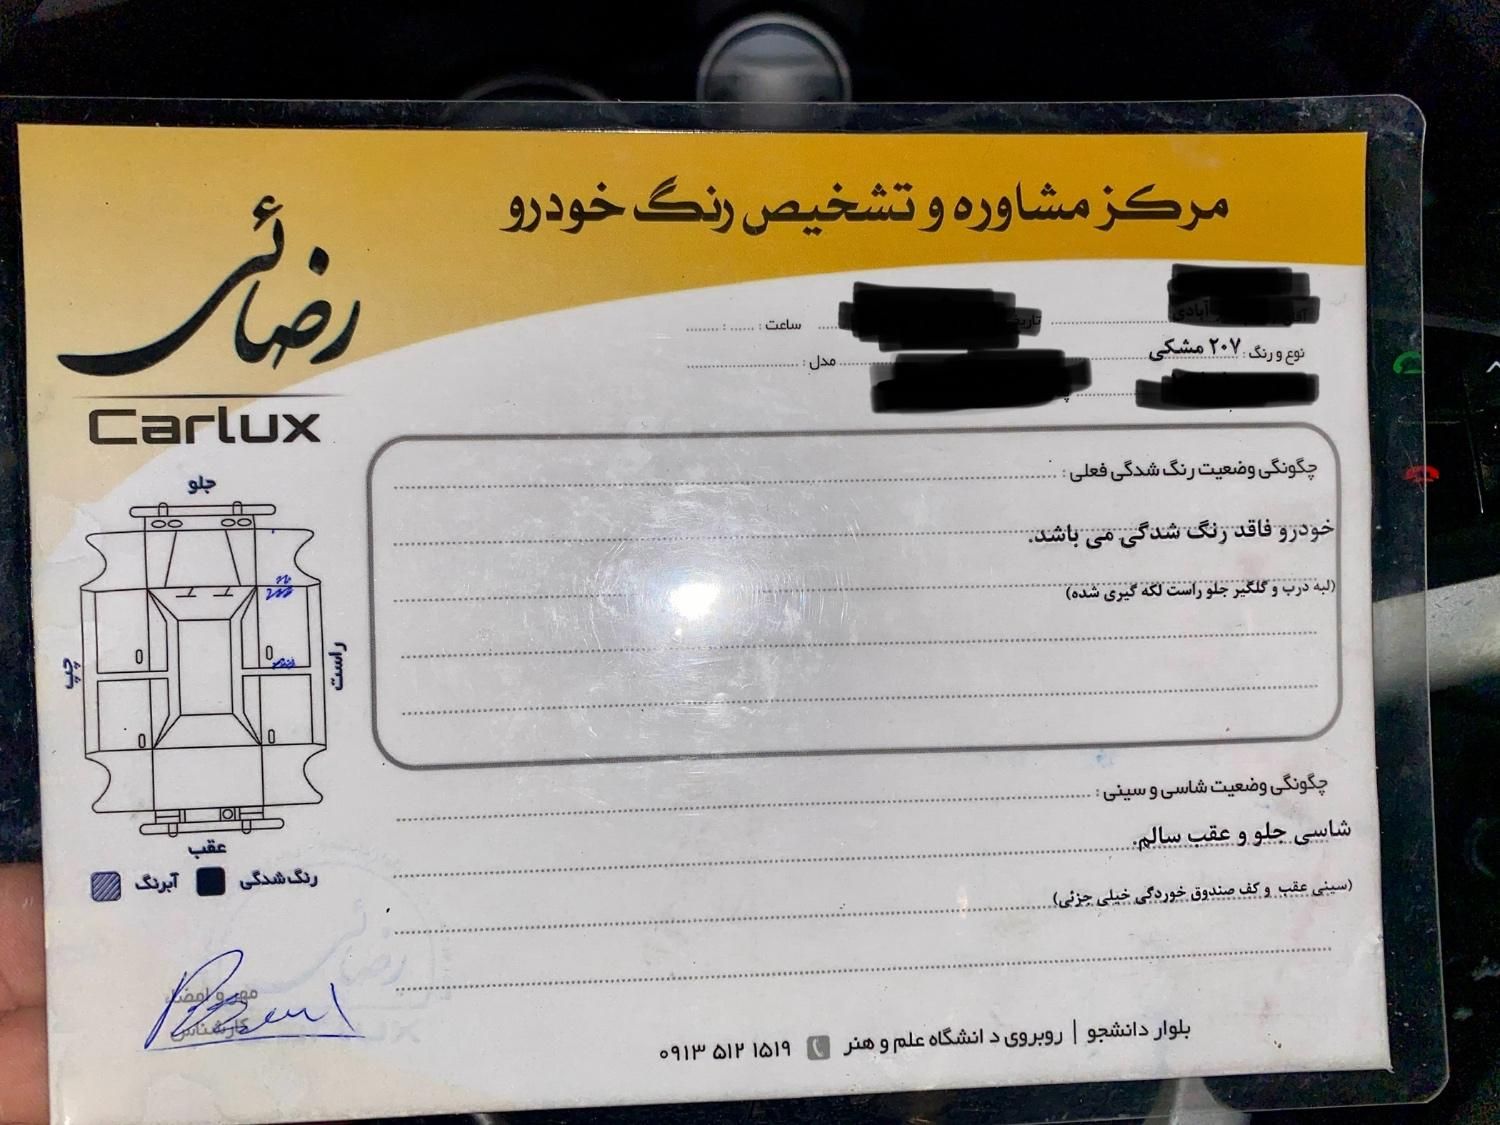 مرکز مشاوره و تشخیص رنگ خودرو
رضائی
Carlux
تاریخ
ساعت : ...... : ......
نوع و رنگ : ۲۰۷ مشکی
مدل :
چگونگی وضعیت رنگ شدگی فعلی :
خودرو فاقد رنگ شدگی می باشد.
(لبه درب و گلگیر جلو راست لکه گیری شده)
جلو
چپ
راست
عقب
رنگ شدگی
آبرنگ
چگونگی وضعیت شاسی و سینی :
شاسی جلو و عقب سالم.
(سینی عقب و کف صندوق خوردگی خیلی جزئی)
مهر و امضاء
کارشناس
بلوار دانشجو | روبروی دانشگاه علم و هنر ۰۹۱۳ ۵۱۲ ۱۵۱۹